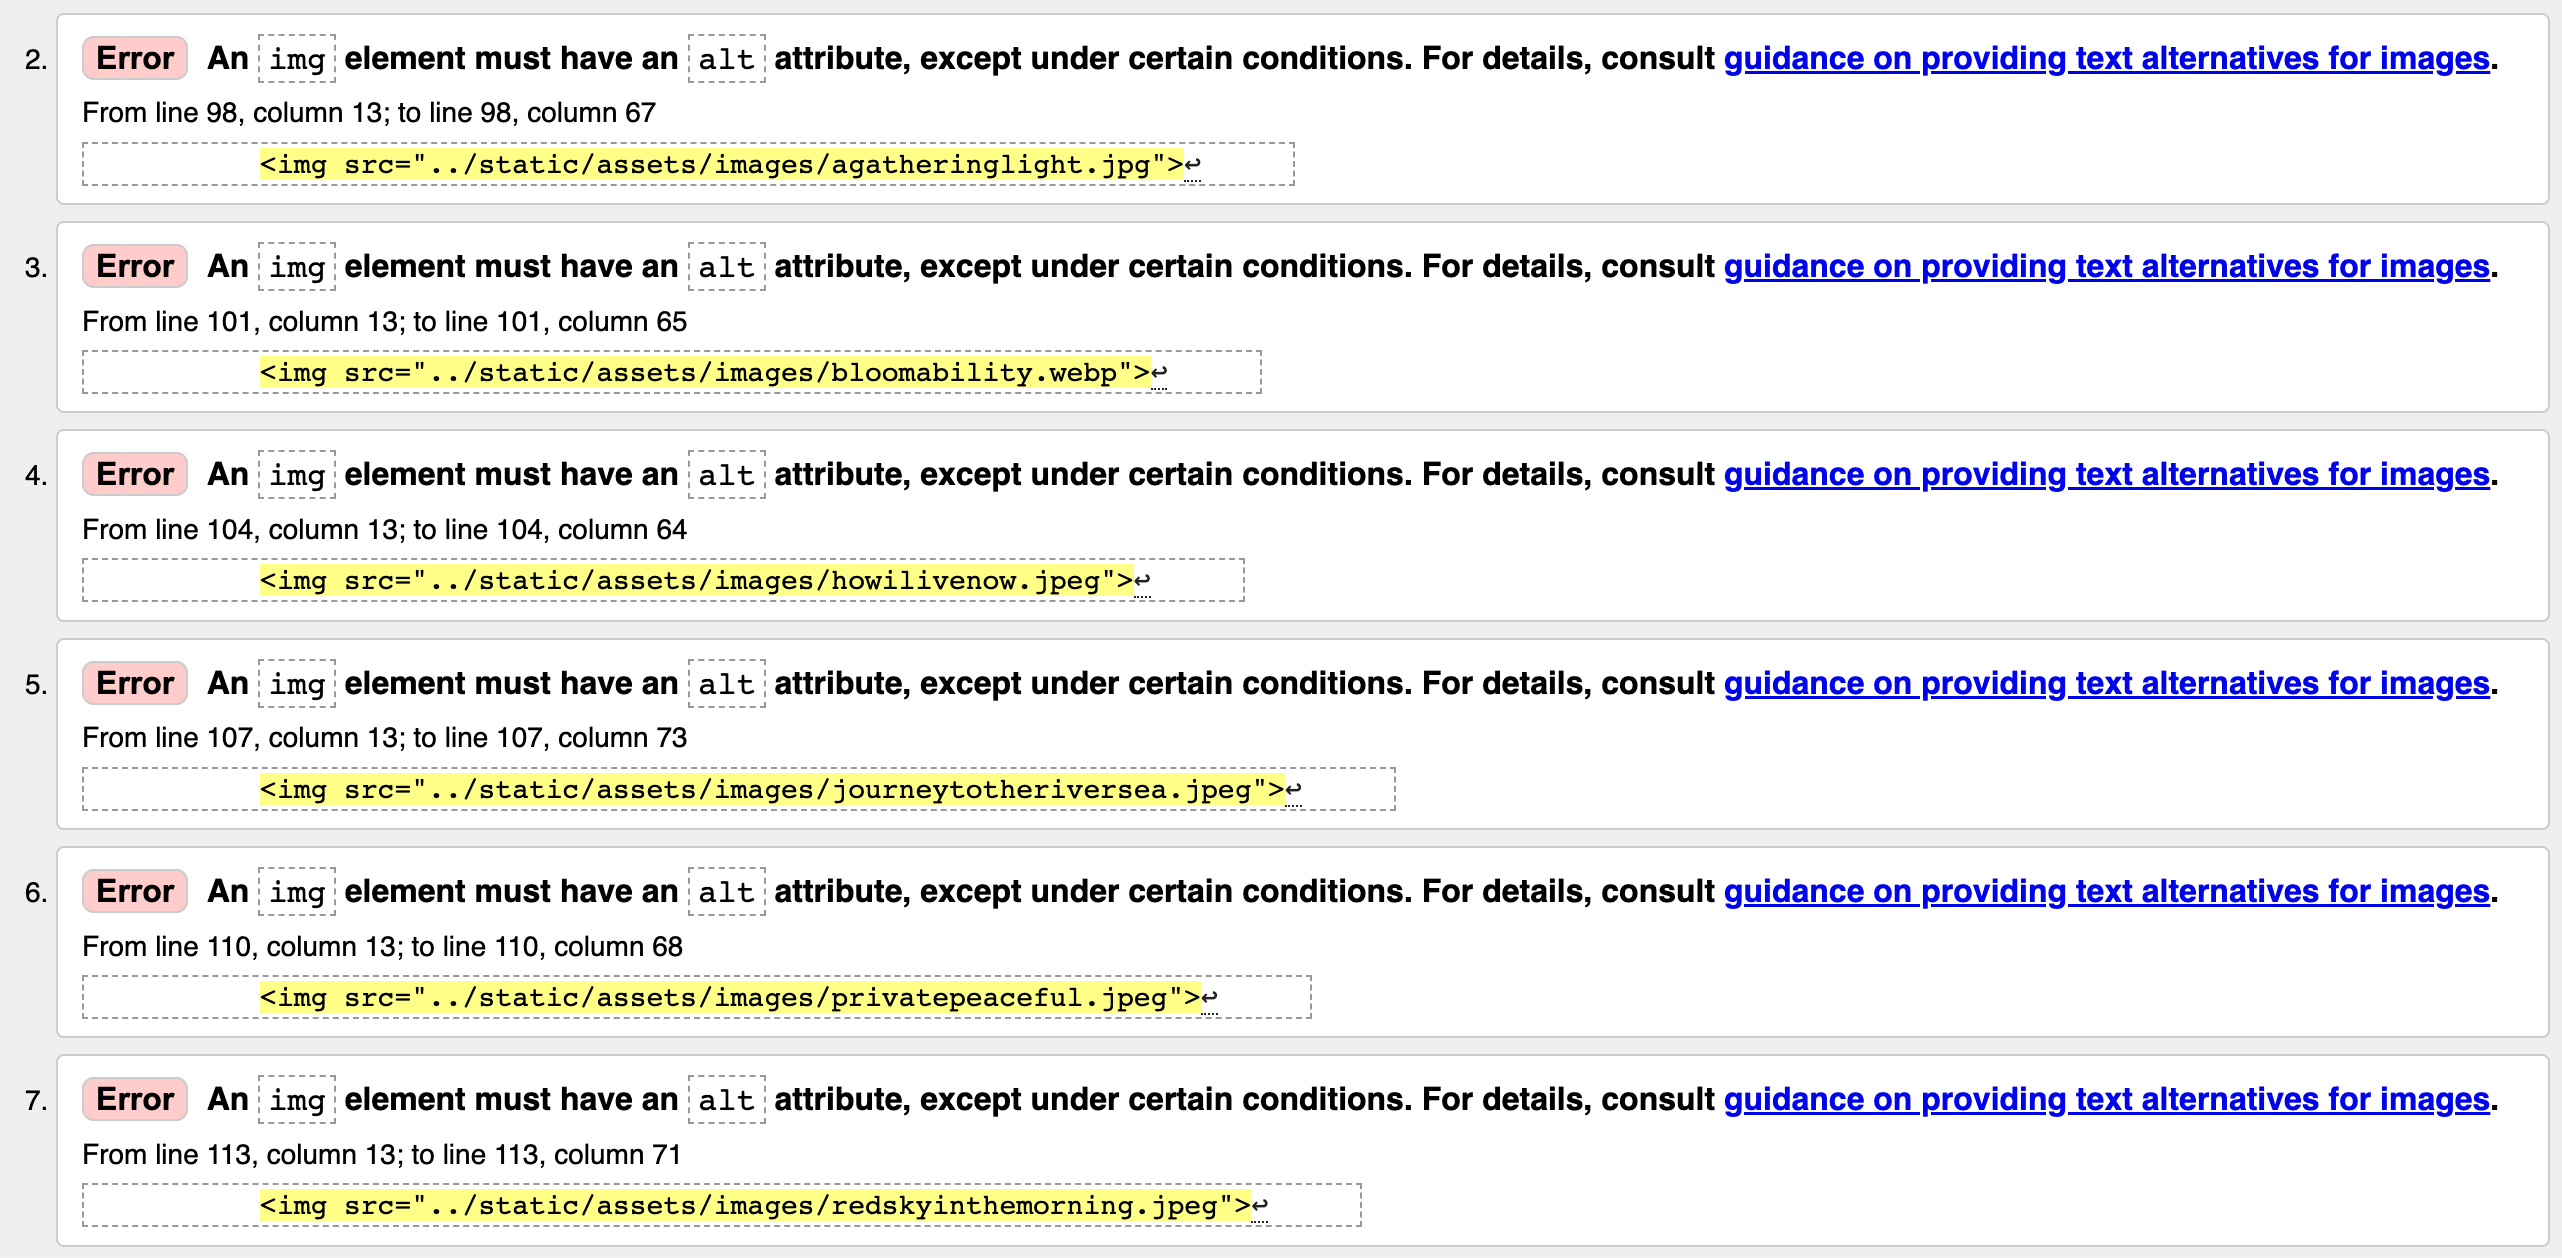 2. Error An img element must have an alt attribute, except under certain conditions. For details, consult guidance on providing text alternatives for images.
From line 98, column 13; to line 98, column 67
<img src="../static/assets/images/agatheringlight.jpg">↩
3. Error An img element must have an alt attribute, except under certain conditions. For details, consult guidance on providing text alternatives for images.
From line 101, column 13; to line 101, column 65
<img src="../static/assets/images/bloomability.webp">↩
4. Error An img element must have an alt attribute, except under certain conditions. For details, consult guidance on providing text alternatives for images.
From line 104, column 13; to line 104, column 64
<img src="../static/assets/images/howilivenow.jpeg">↩
5. Error An img element must have an alt attribute, except under certain conditions. For details, consult guidance on providing text alternatives for images.
From line 107, column 13; to line 107, column 73
<img src="../static/assets/images/journeytotheriversea.jpeg">↩
6. Error An img element must have an alt attribute, except under certain conditions. For details, consult guidance on providing text alternatives for images.
From line 110, column 13; to line 110, column 68
<img src="../static/assets/images/privatepeaceful.jpeg">↩
7. Error An img element must have an alt attribute, except under certain conditions. For details, consult guidance on providing text alternatives for images.
From line 113, column 13; to line 113, column 71
<img src="../static/assets/images/redskyinthemorning.jpeg">↩